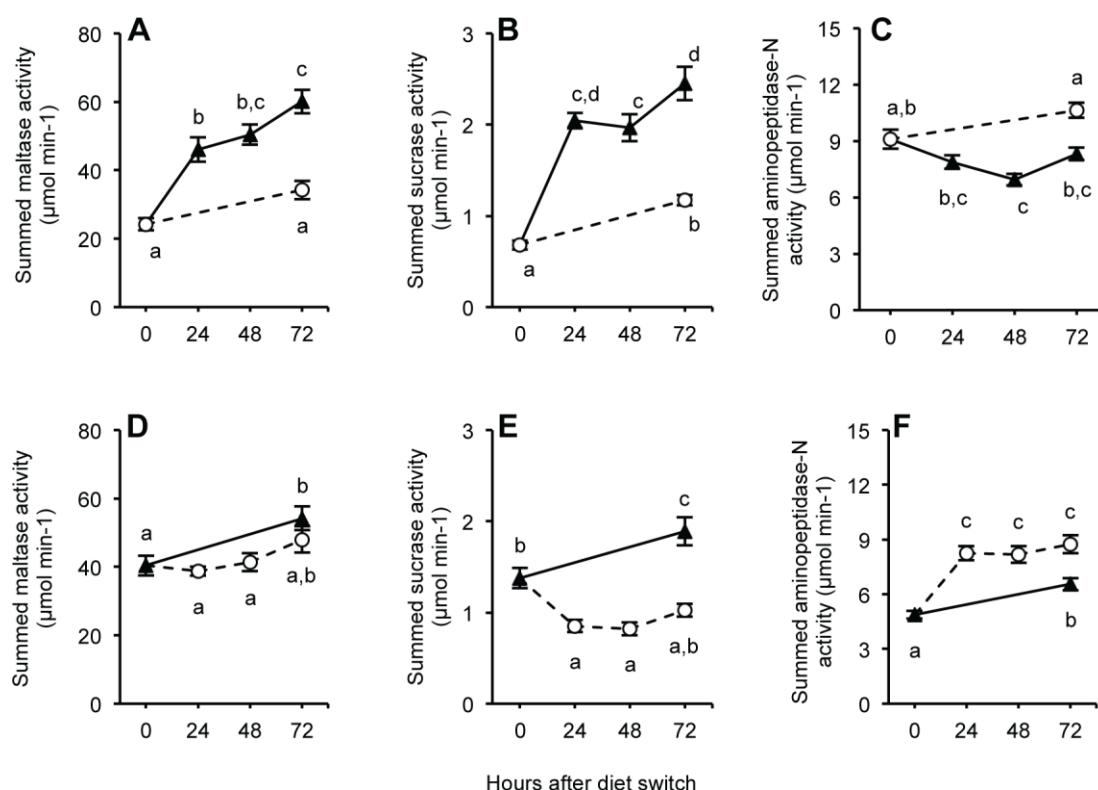 A
Summed maltase activity
(μmol min-1)
80
60
40
20
0
0 24 48 72
a
b
b,c
c
a
B
Summed sucrase activity
(μmol min-1)
3
2
1
0
0 24 48 72
a
c,d
c
d
b
C
Summed aminopeptidase-N
activity (μmol min-1)
15
12
9
6
3
0
0 24 48 72
a,b
a
b,c
c
b,c
D
Summed maltase activity
(μmol min-1)
80
60
40
20
0
0 24 48 72
a
b
a
a
a,b
E
Summed sucrase activity
(μmol min-1)
3
2
1
0
0 24 48 72
b
c
a
a
a,b
F
Summed aminopeptidase-N
activity (μmol min-1)
15
12
9
6
3
0
0 24 48 72
a
c
c
c
b
Hours after diet switch